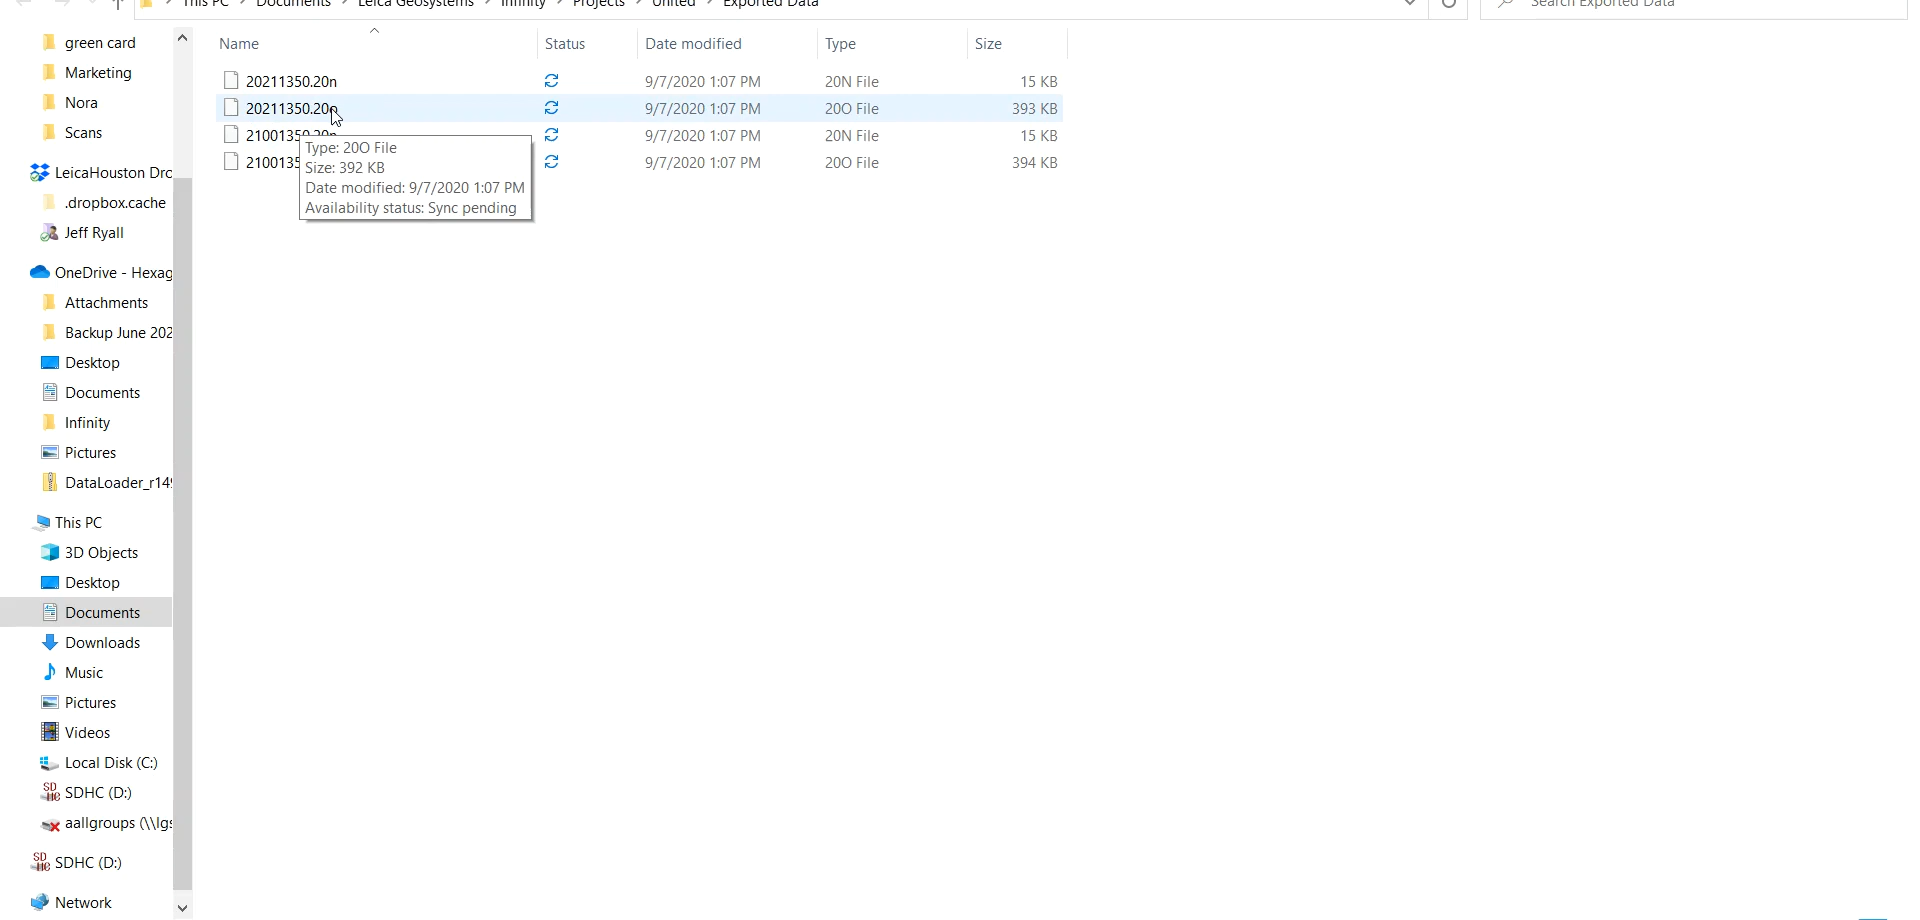 This PC > Documents > Leica Geosystems > Infinity > Projects > United > Exported Data
Search Exported Data
Name Status Date modified Type Size
20211350.20n 9/7/2020 1:07 PM 20N File 15 KB
20211350.20o 9/7/2020 1:07 PM 20O File 393 KB
21001350.20n 9/7/2020 1:07 PM 20N File 15 KB
210013 9/7/2020 1:07 PM 20O File 394 KB
Type: 20O File
Size: 392 KB
Date modified: 9/7/2020 1:07 PM
Availability status: Sync pending
green card
Marketing
Nora
Scans
LeicaHouston Dro
.dropbox.cache
Jeff Ryall
OneDrive - Hexag
Attachments
Backup June 202
Desktop
Documents
Infinity
Pictures
DataLoader_r149
This PC
3D Objects
Desktop
Documents
Downloads
Music
Pictures
Videos
Local Disk (C:)
SDHC (D:)
aallgroups (\\lgs
SDHC (D:)
Network